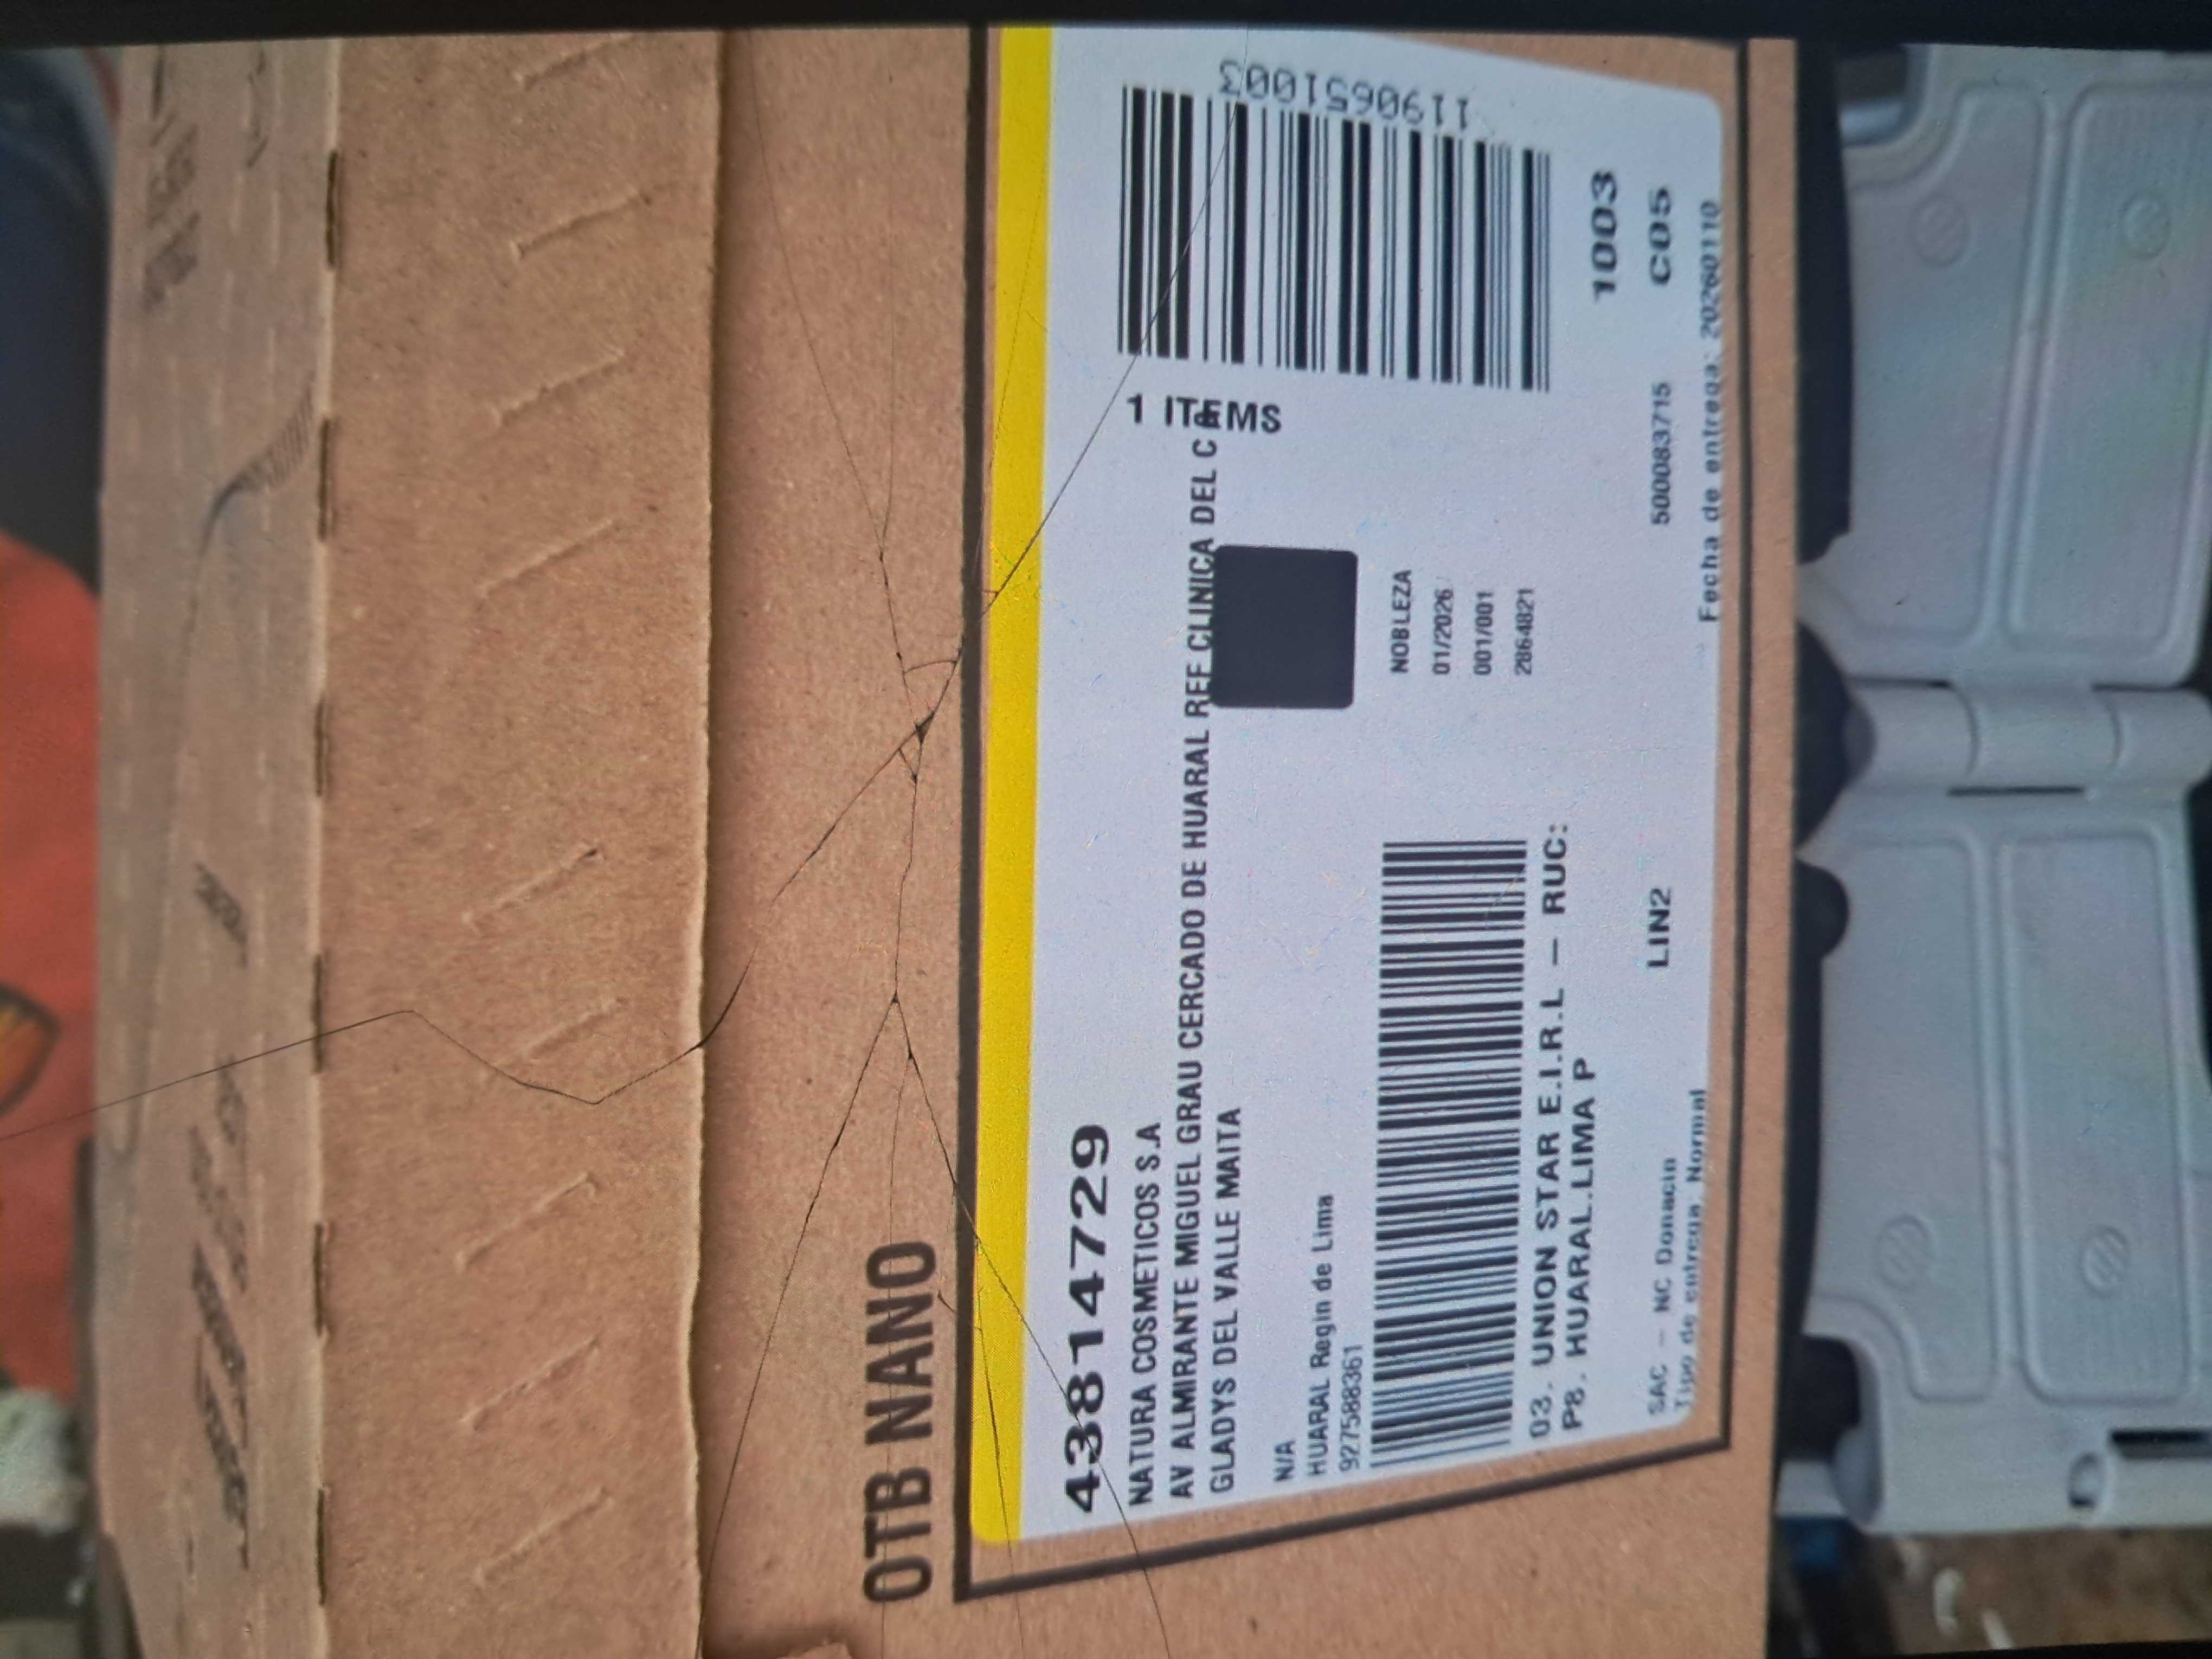 OTB NANO
43814729
NATURA COSMETICOS S.A
AV ALMIRANTE MIGUEL GRAU CERCADO DE HUARAL REF CLINICA DEL C
GLADYS DEL VALLE MAITA
1 ITEMS
1190651003
N/A
HUARAL Regin de Lima
927588361
NOBLEZA
01/2026
001/001
2864821
03. UNION STAR E.I.R.L – RUC:
P8. HUARAL.LIMA P
1003
SAC – NC Donacin
LIN2
500083715
C05
Tipo de entrega: Normal
Fecha de entrega: 20260110